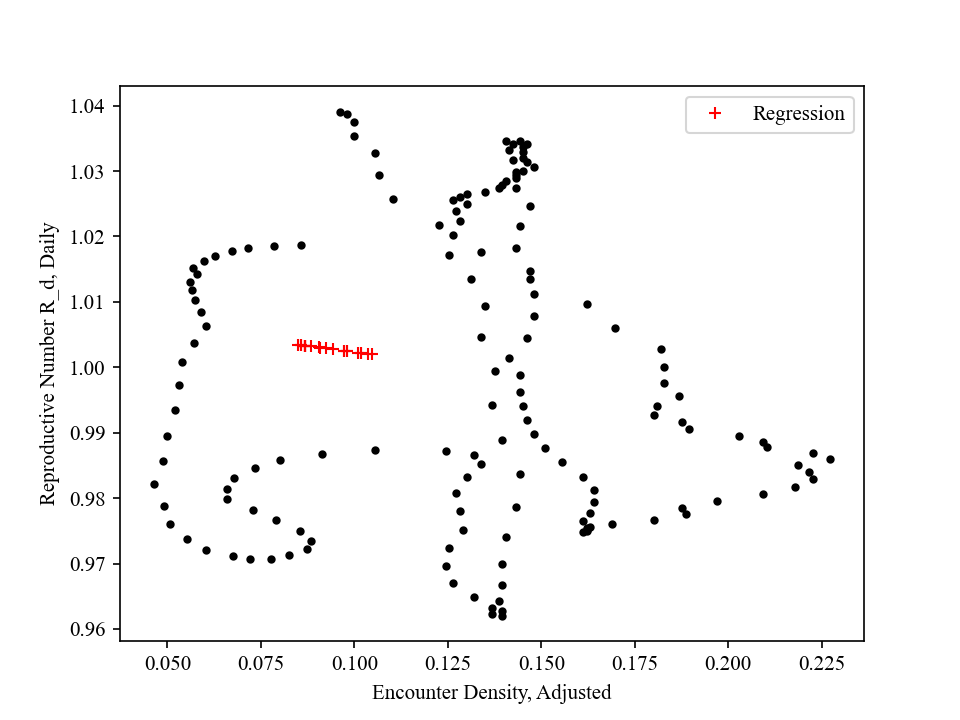 1.04
1.03
1.02
1.01
1.00
0.99
0.98
0.97
0.96
Reproductive Number R_d, Daily
Regression
0.050 0.075 0.100 0.125 0.150 0.175 0.200 0.225
Encounter Density, Adjusted